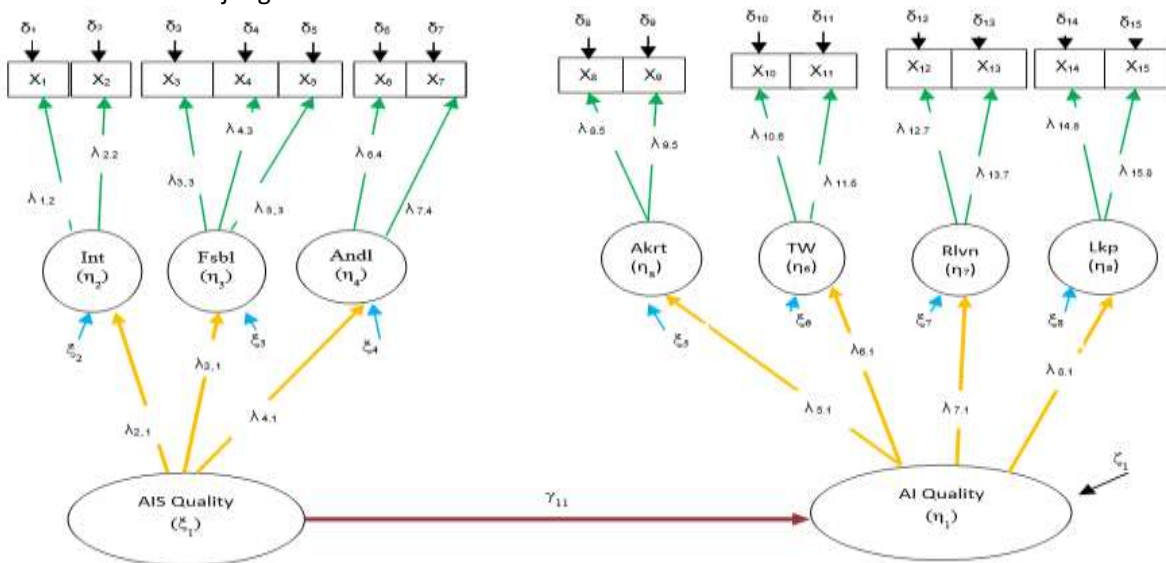 δ1 δ2 δ3 δ4 δ5 δ6 δ7 δ8 δ9 δ10 δ11 δ12 δ13 δ14 δ15
X1 X2 X3 X4 X5 X6 X7 X8 X9 X10 X11 X12 X13 X14 X15
λ1,2 λ2.2 λ3,3 λ4.3 λ5,3 λ6.4 λ7.4 λ8.5 λ9.5 λ10.6 λ11.6 λ12.7 λ13.7 λ14.8 λ15.8
Int Fsbl Andl Akrt TW Rlvn Lkp
(η2) (η3) (η4) (η6) (η7) (η8)
ξ2 ξ3 ξ4 ξ5 ξ6 ξ7 ξ8
λ2,1 λ3,1 λ4.1 λ5.1 λ6.1 λ7.1 λ8.1
AIS Quality
(ξ1)
γ11
AI Quality
(η1)
ζ1